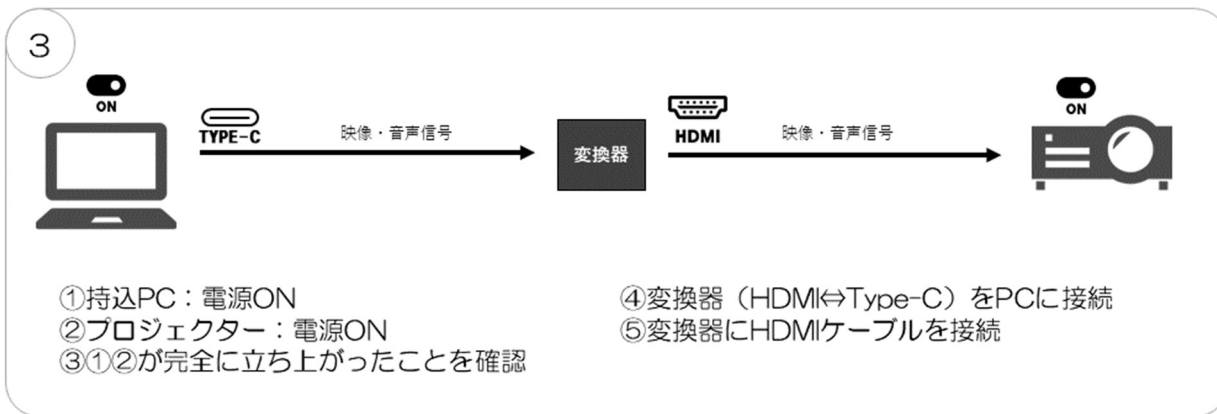 3
ON
TYPE-C
映像・音声信号
変換器
HDMI
映像・音声信号
ON
①持込PC：電源ON
②プロジェクター：電源ON
③①②が完全に立ち上がったことを確認
④変換器（HDMI⇔Type-C）をPCに接続
⑤変換器にHDMIケーブルを接続